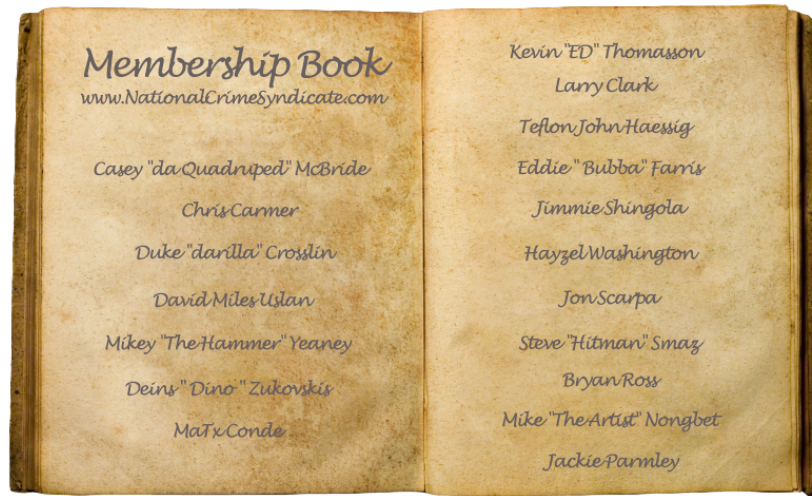 Membership Book
www.NationalCrimeSyndicate.com
Casey "da Quadruped" McBride
Chris Carmer
Duke "darilla" Crosslin
David Miles Uslan
Mikey "The Hammer" Yeaney
Deins " Dino " Zukovskis
MaTx Conde
Kevin "ED" Thomasson
Larry Clark
Teflon John Haessig
Eddie " Bubba" Farris
Jimmie Shingola
Hayzel Washington
Jon Scarpa
Steve "Hitman" Smaz
Bryan Ross
Mike "The Artist" Nongbet
Jackie Parmley